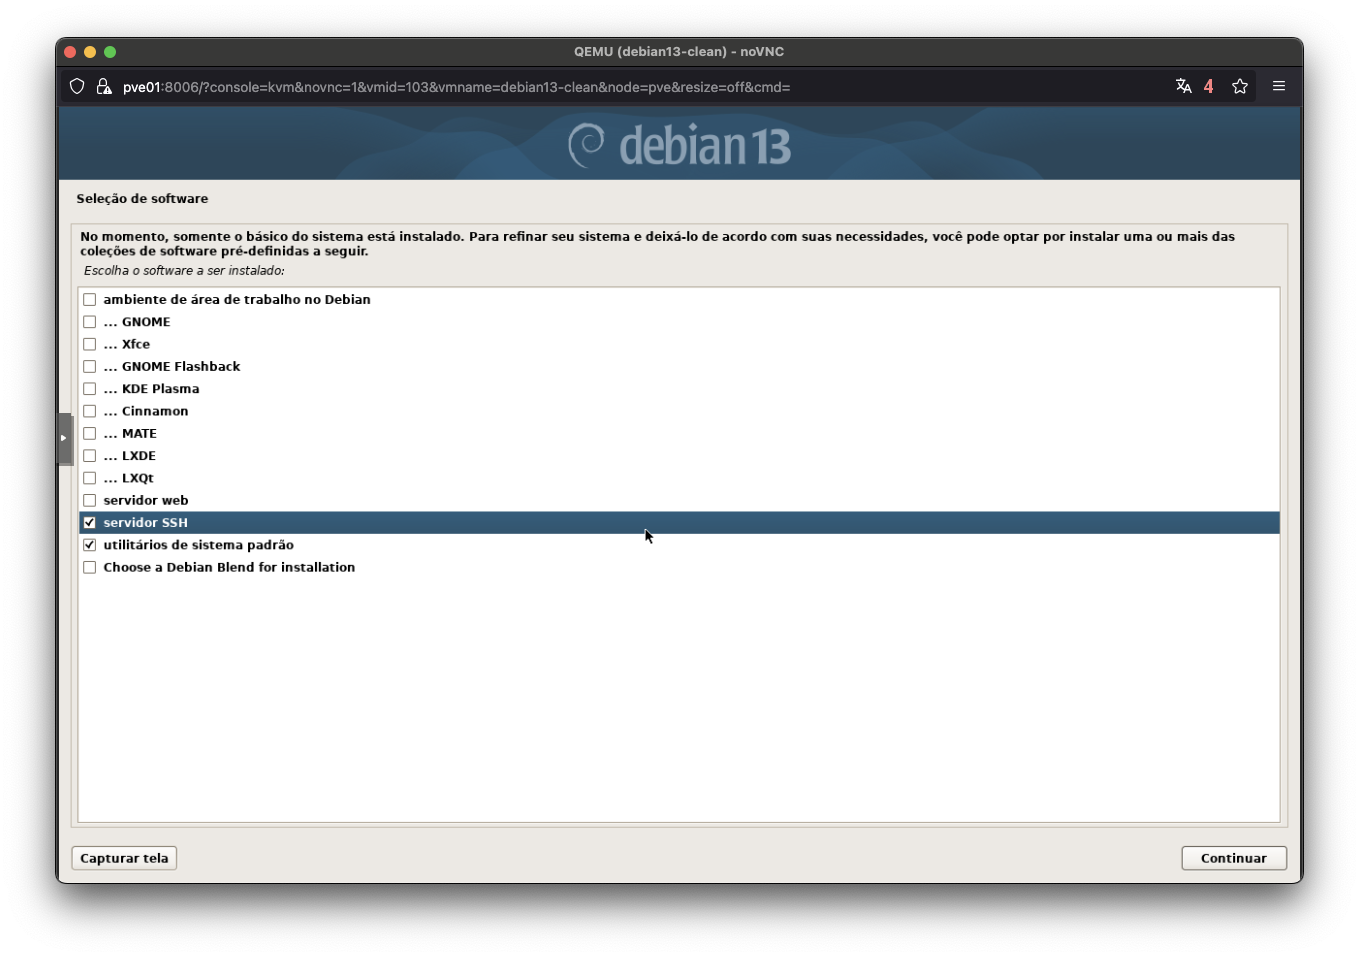 QEMU (debian13-clean) - noVNC
pve01:8006/?console=kvm&novnc=1&vmid=103&vmname=debian13-clean&node=pve&resize=off&cmd=
4
debian 13
Seleção de software
No momento, somente o básico do sistema está instalado. Para refinar seu sistema e deixá-lo de acordo com suas necessidades, você pode optar por instalar uma ou mais das
coleções de software pré-definidas a seguir.
Escolha o software a ser instalado:
ambiente de área de trabalho no Debian
... GNOME
... Xfce
... GNOME Flashback
... KDE Plasma
... Cinnamon
... MATE
... LXDE
... LXQt
servidor web
servidor SSH
utilitários de sistema padrão
Choose a Debian Blend for installation
Capturar tela
Continuar